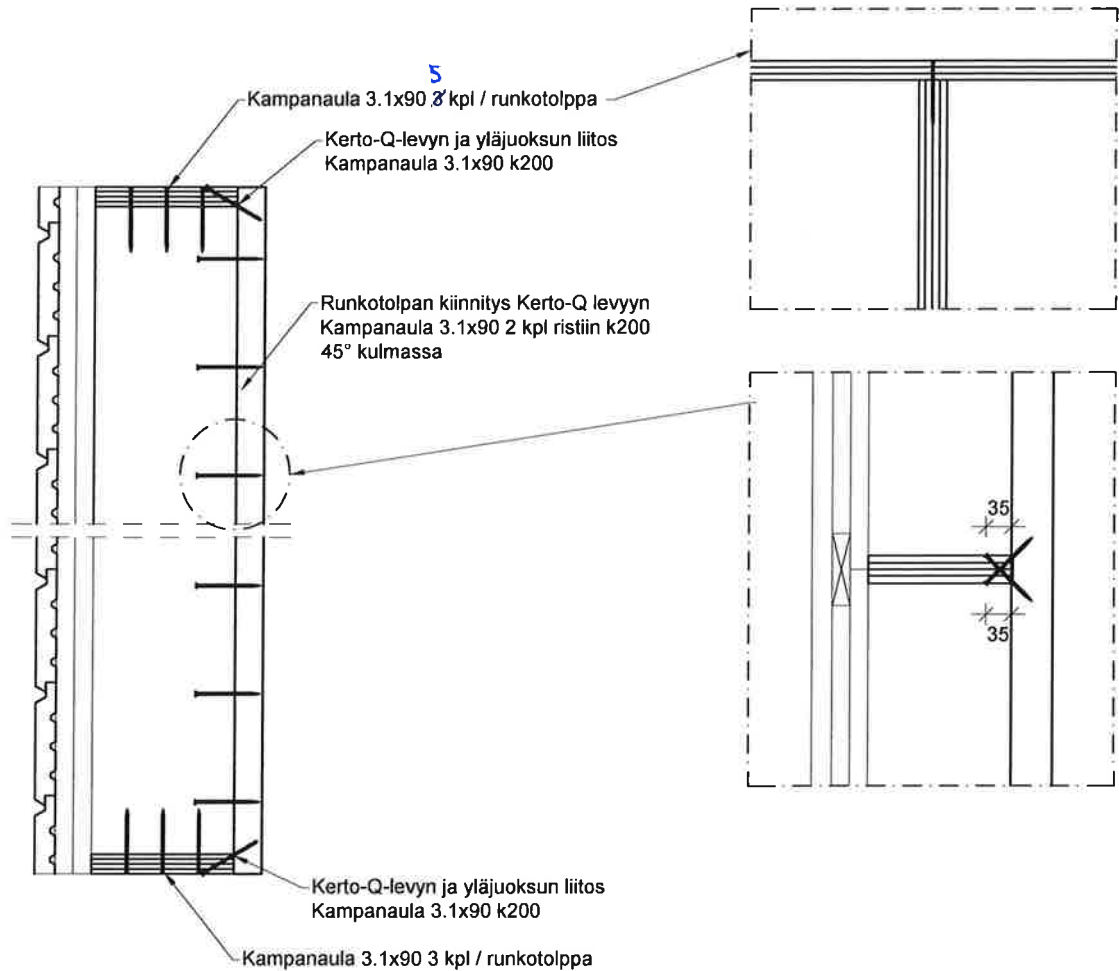 5
Kampanaula 3.1x90 3 kpl / runkotolppa
Kerto-Q-levyn ja yläjuoksun liitos
Kampanaula 3.1x90 k200
Runkotolpan kiinnitys Kerto-Q levyyn
Kampanaula 3.1x90 2 kpl ristiin k200
45° kulmassa
35
35
Kerto-Q-levyn ja yläjuoksun liitos
Kampanaula 3.1x90 k200
Kampanaula 3.1x90 3 kpl / runkotolppa